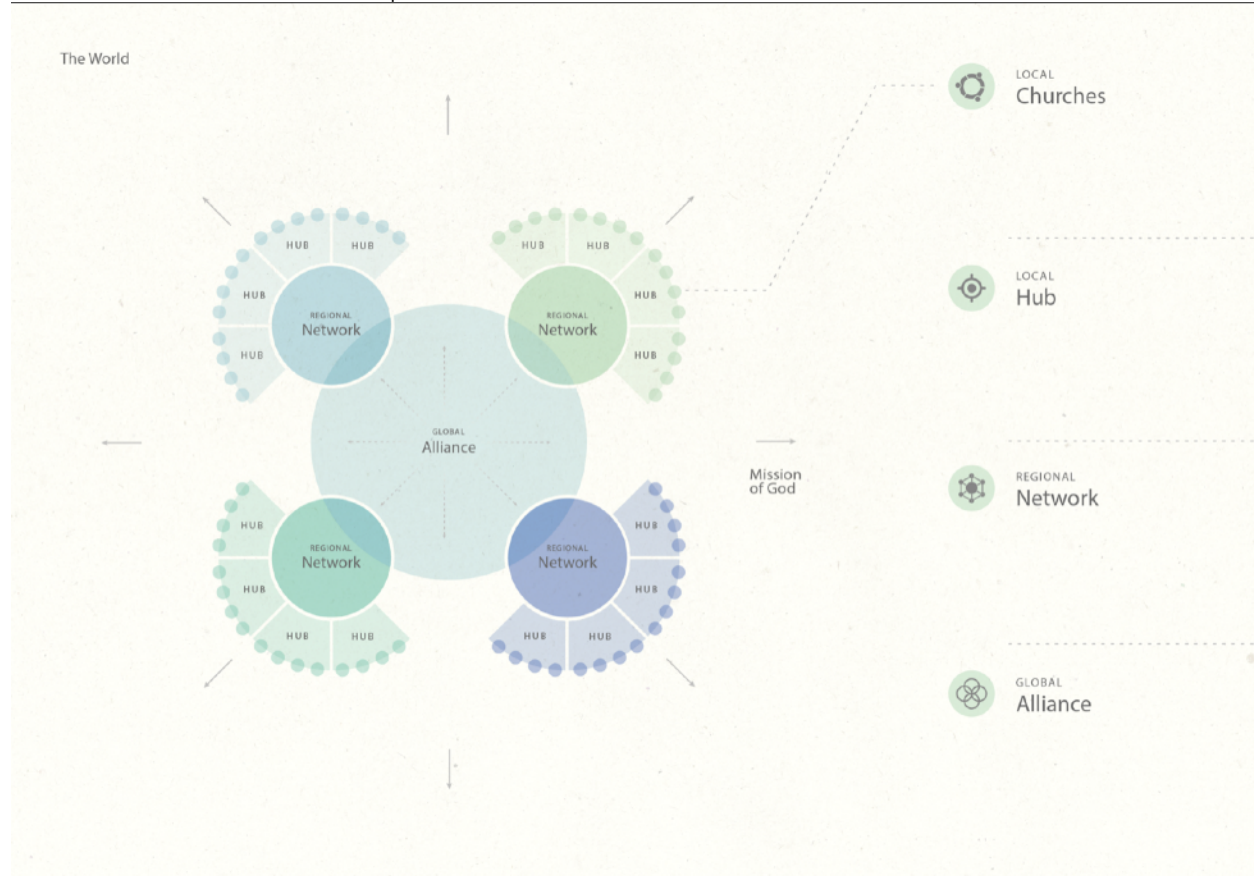 The World
LOCAL
Churches
HUB
HUB
HUB
HUB
HUB
HUB
HUB
HUB
REGIONAL
Network
REGIONAL
Network
LOCAL
Hub
GLOBAL
Alliance
Mission
of God
REGIONAL
Network
HUB
HUB
HUB
HUB
HUB
HUB
HUB
HUB
REGIONAL
Network
REGIONAL
Network
GLOBAL
Alliance